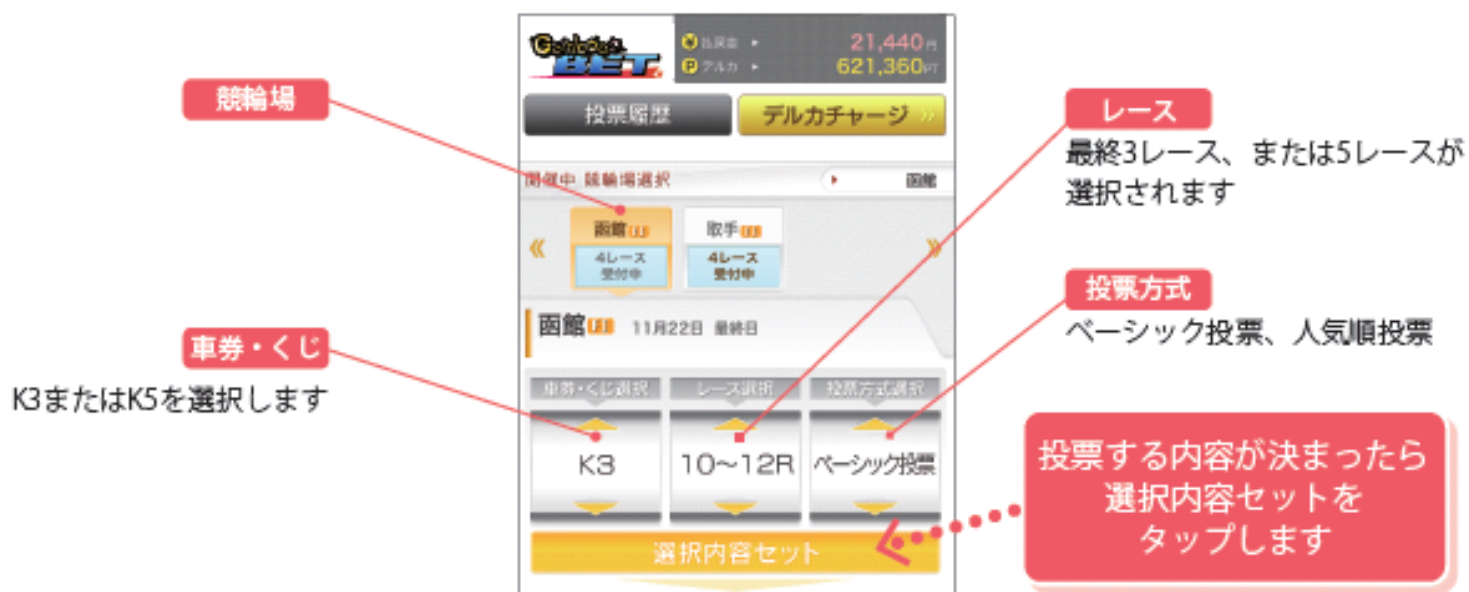 Gamboo
BET
払戻金 21,440円
デルカ 621,360PT
投票履歴
デルカチャージ
開催中 競輪場選択
函館
函館
4レース
受付中
取手
4レース
受付中
函館 11月22日 最終日
車券・くじ選択
レース選択
投票方式選択
K3
10〜12R
ベーシック投票
選択内容セット
競輪場
車券・くじ
K3またはK5を選択します
レース
最終3レース、または5レースが
選択されます
投票方式
ベーシック投票、人気順投票
投票する内容が決まったら
選択内容セットを
タップします